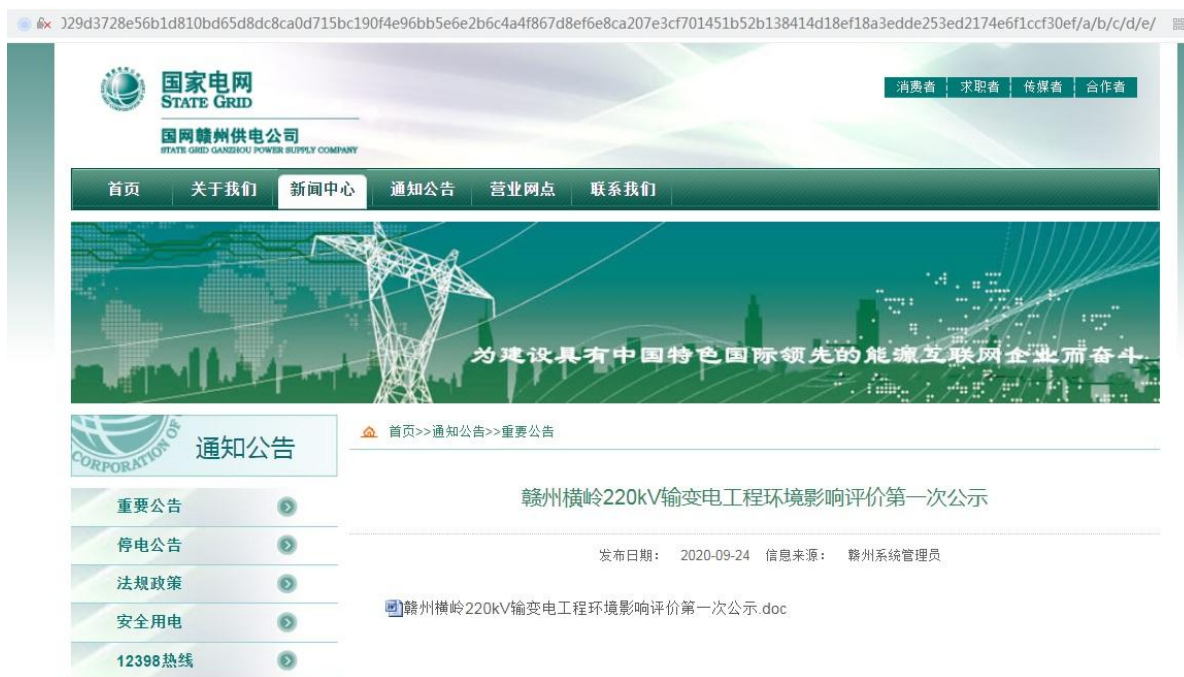 029d3728e56b1d810bd65d8dc8ca0d715bc190f4e96bb5e6e2b6c4a4f867d8ef6e8ca207e3cf701451b52b138414d18ef18a3edde253ed2174e6f1ccf30ef/a/b/c/d/e/
国家电网
STATE GRID
国网赣州供电公司
STATE GRID GANZHOU POWER SUPPLY COMPANY
消费者 求职者 传媒者 合作者
首页 关于我们 新闻中心 通知公告 营业网点 联系我们
为建设具有中国特色国际领先的能源互联网企业而奋斗
CORPORATION OF
通知公告
首页>>通知公告>>重要公告
重要公告
停电公告
法规政策
安全用电
12398热线
赣州横岭220kV输变电工程环境影响评价第一次公示
发布日期： 2020-09-24 信息来源： 赣州系统管理员
赣州横岭220kV输变电工程环境影响评价第一次公示.doc